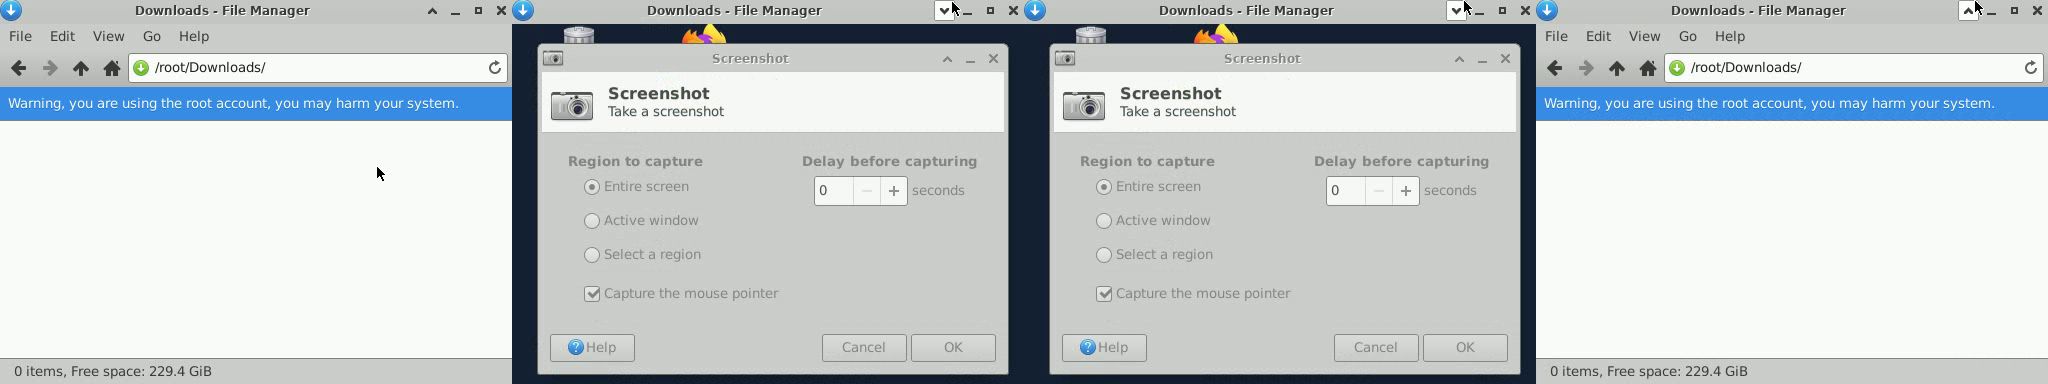 Downloads - File Manager
File Edit View Go Help
/root/Downloads/
Warning, you are using the root account, you may harm your system.
0 items, Free space: 229.4 GiB
Downloads - File Manager
Screenshot
Screenshot
Take a screenshot
Region to capture
Entire screen
Active window
Select a region
Capture the mouse pointer
Delay before capturing
0 seconds
Help Cancel OK
Downloads - File Manager
Screenshot
Screenshot
Take a screenshot
Region to capture
Entire screen
Active window
Select a region
Capture the mouse pointer
Delay before capturing
0 seconds
Help Cancel OK
Downloads - File Manager
File Edit View Go Help
/root/Downloads/
Warning, you are using the root account, you may harm your system.
0 items, Free space: 229.4 GiB